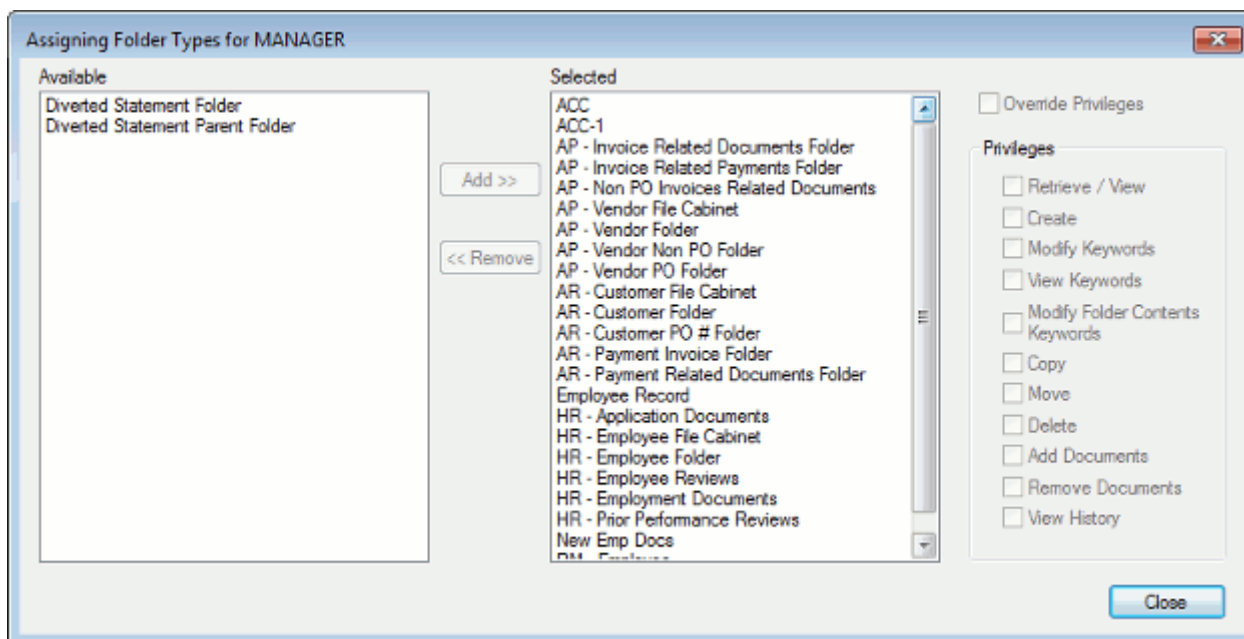 Assigning Folder Types for MANAGER
Available
Diverted Statement Folder
Diverted Statement Parent Folder
Add >>
<< Remove
Selected
ACC
ACC-1
AP - Invoice Related Documents Folder
AP - Invoice Related Payments Folder
AP - Non PO Invoices Related Documents
AP - Vendor File Cabinet
AP - Vendor Folder
AP - Vendor Non PO Folder
AP - Vendor PO Folder
AR - Customer File Cabinet
AR - Customer Folder
AR - Customer PO # Folder
AR - Payment Invoice Folder
AR - Payment Related Documents Folder
Employee Record
HR - Application Documents
HR - Employee File Cabinet
HR - Employee Folder
HR - Employee Reviews
HR - Employment Documents
HR - Prior Performance Reviews
New Emp Docs
Override Privileges
Privileges
Retrieve / View
Create
Modify Keywords
View Keywords
Modify Folder Contents
Keywords
Copy
Move
Delete
Add Documents
Remove Documents
View History
Close